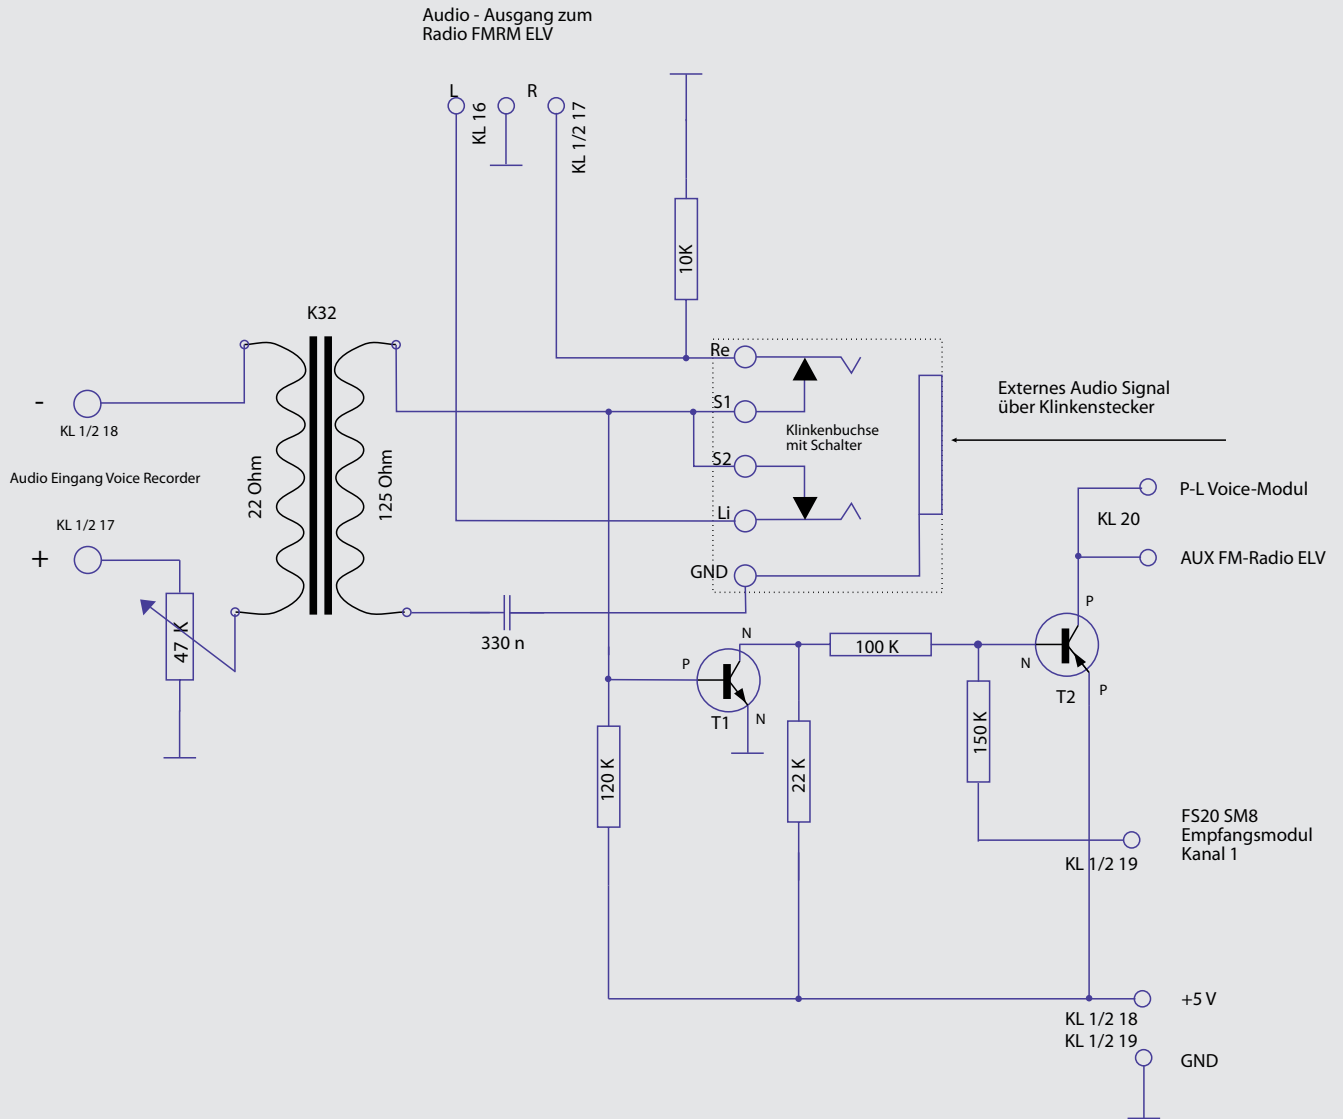 Audio - Ausgang zum
Radio FMRM ELV
L
KL 16
R
KL 1/2 17
10K
K32
-
KL 1/2 18
Audio Eingang Voice Recorder
KL 1/2 17
+
47 K
22 Ohm
125 Ohm
330 n
Re
S1
Klinkenbuchse
mit Schalter
S2
Li
GND
Externes Audio Signal
über Klinkenstecker
P-L Voice-Modul
KL 20
AUX FM-Radio ELV
P
N
T1
N
100 K
P
N
T2
P
120 K
22 K
150 K
FS20 SM8
Empfangsmodul
Kanal 1
KL 1/2 19
+5 V
KL 1/2 18
KL 1/2 19
GND